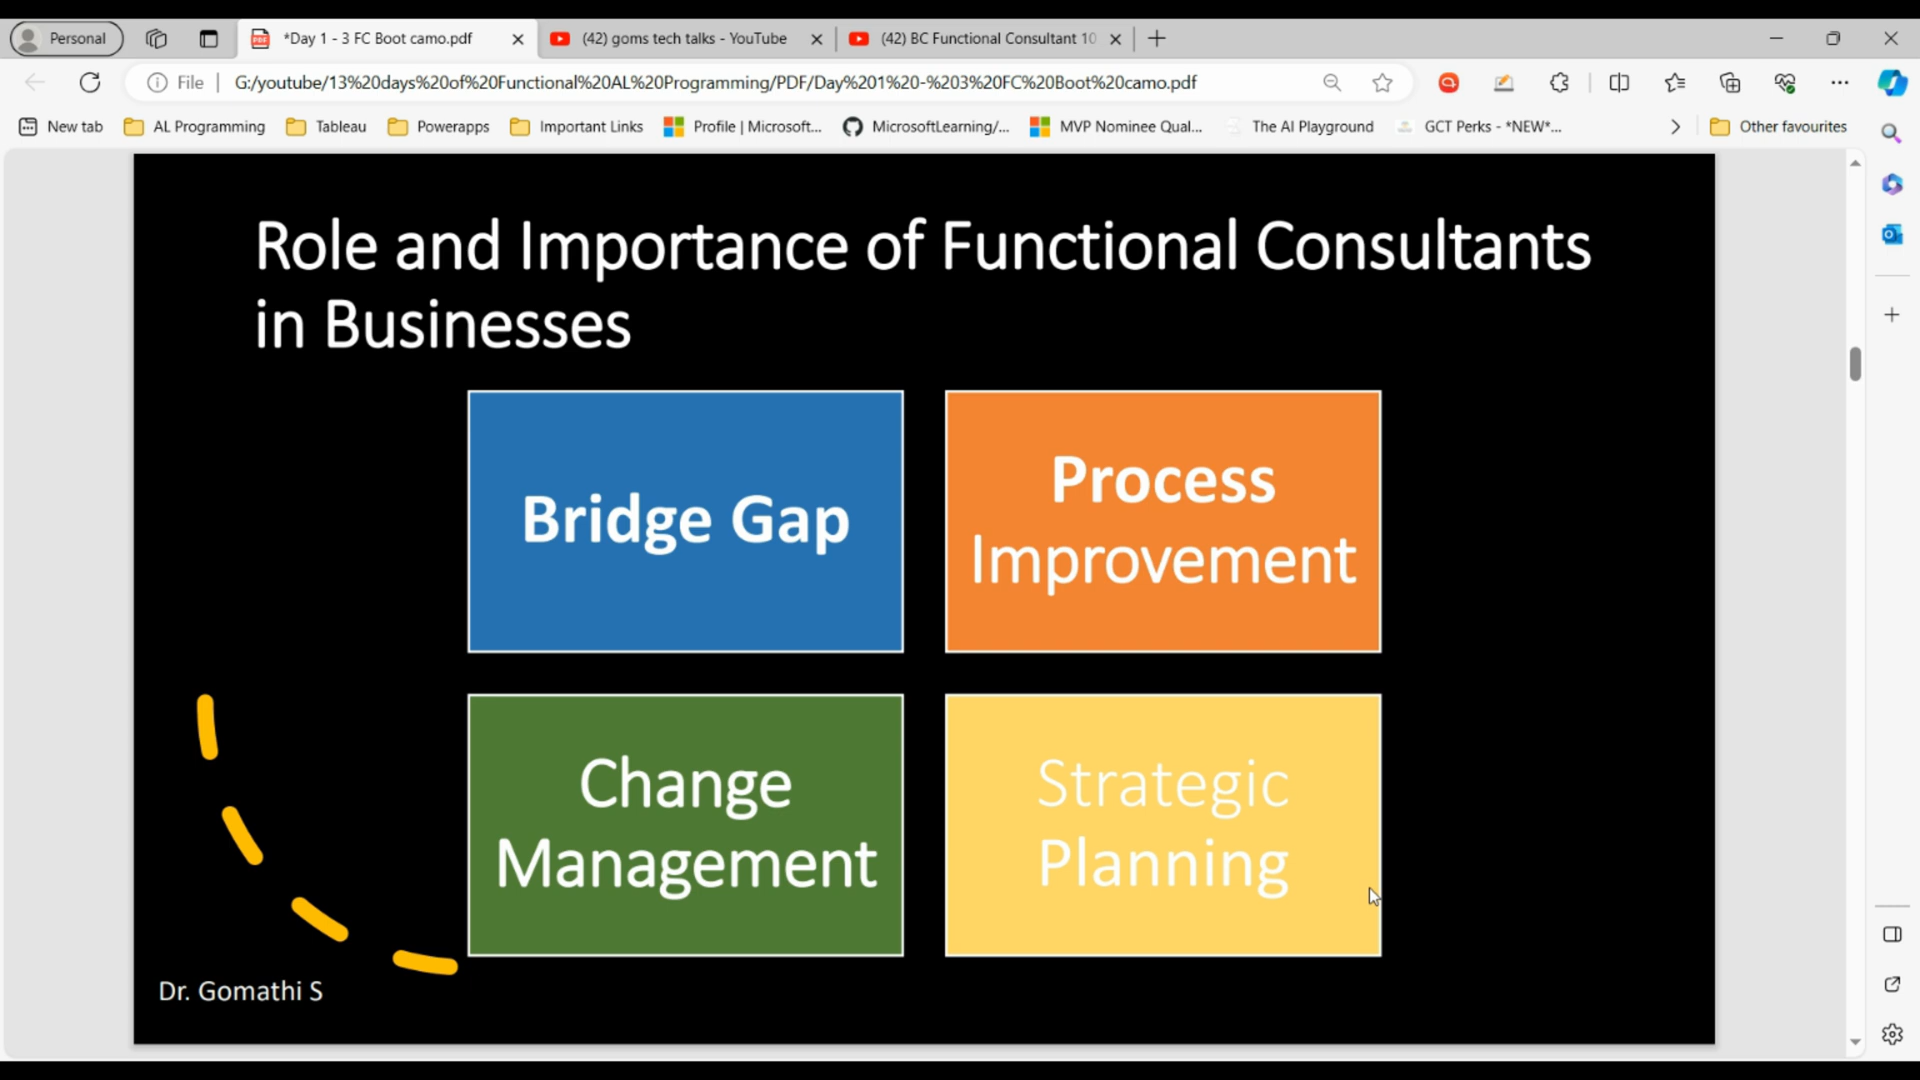 Personal
*Day 1 - 3 FC Boot camo.pdf
(42) goms tech talks - YouTube
(42) BC Functional Consultant 10
File
G:/youtube/13%20days%20of%20Functional%20AL%20Programming/PDF/Day%201%20-%203%20FC%20Boot%20camo.pdf
New tab
AL Programming
Tableau
Powerapps
Important Links
Profile | Microsoft...
MicrosoftLearning/...
MVP Nominee Qual...
The AI Playground
GCT Perks - *NEW*...
Other favourites
Role and Importance of Functional Consultants
in Businesses
Bridge Gap
Process
Improvement
Change
Management
Strategic
Planning
Dr. Gomathi S